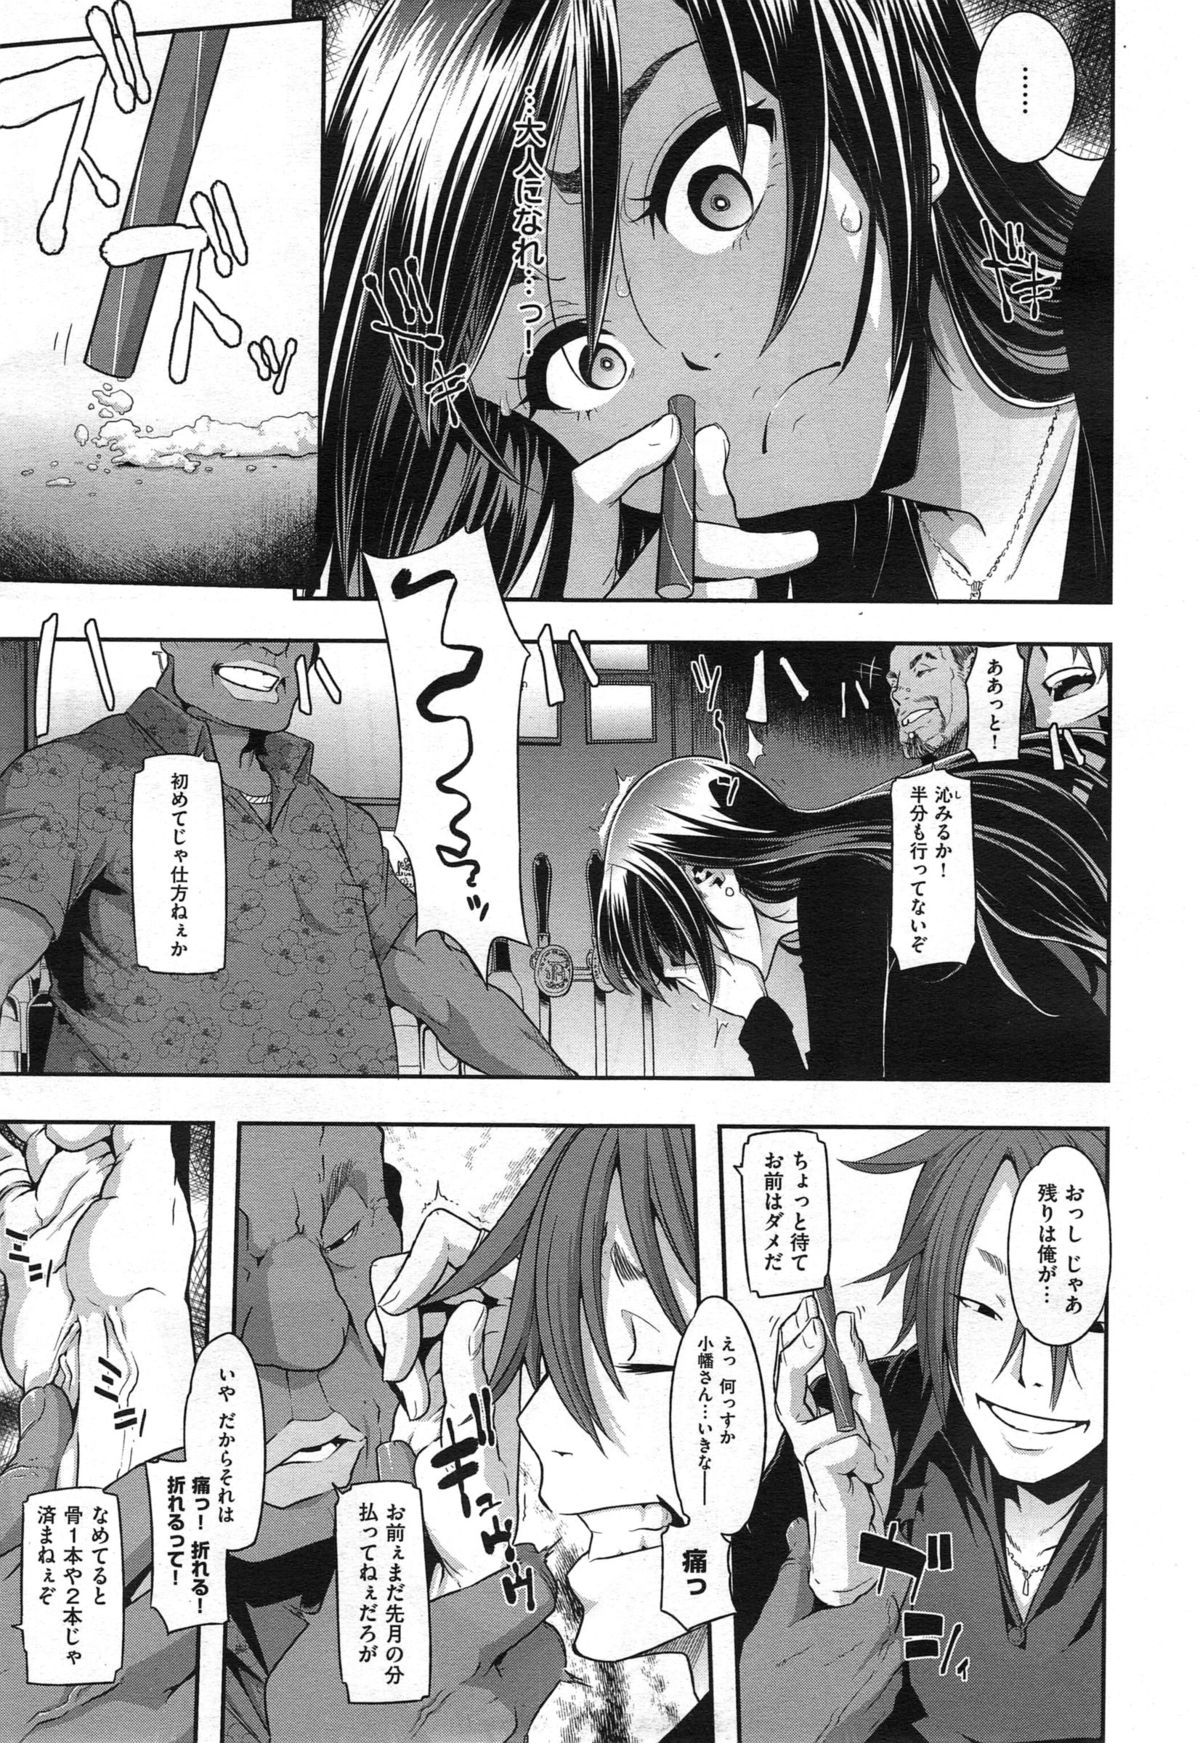 ……
ドキ
ドキ
…大人になれ…っ！
ズズズッ
ああっと！
沁みるか！
し
半分も行ってないぞ
初めてじゃ仕方ねぇか
おっし じゃあ
残りは俺が…
ちょっと待て
お前はダメだ
ガシィ
えっ 何っすか
小幡さん…いきな──
痛っ
ギュウウ
お前ぇまだ先月の分
払ってねぇだろが
いや だからそれは
痛っ！ 折れる！
折れるって！
なめてると
骨1本や2本じゃ
済まねぇぞ